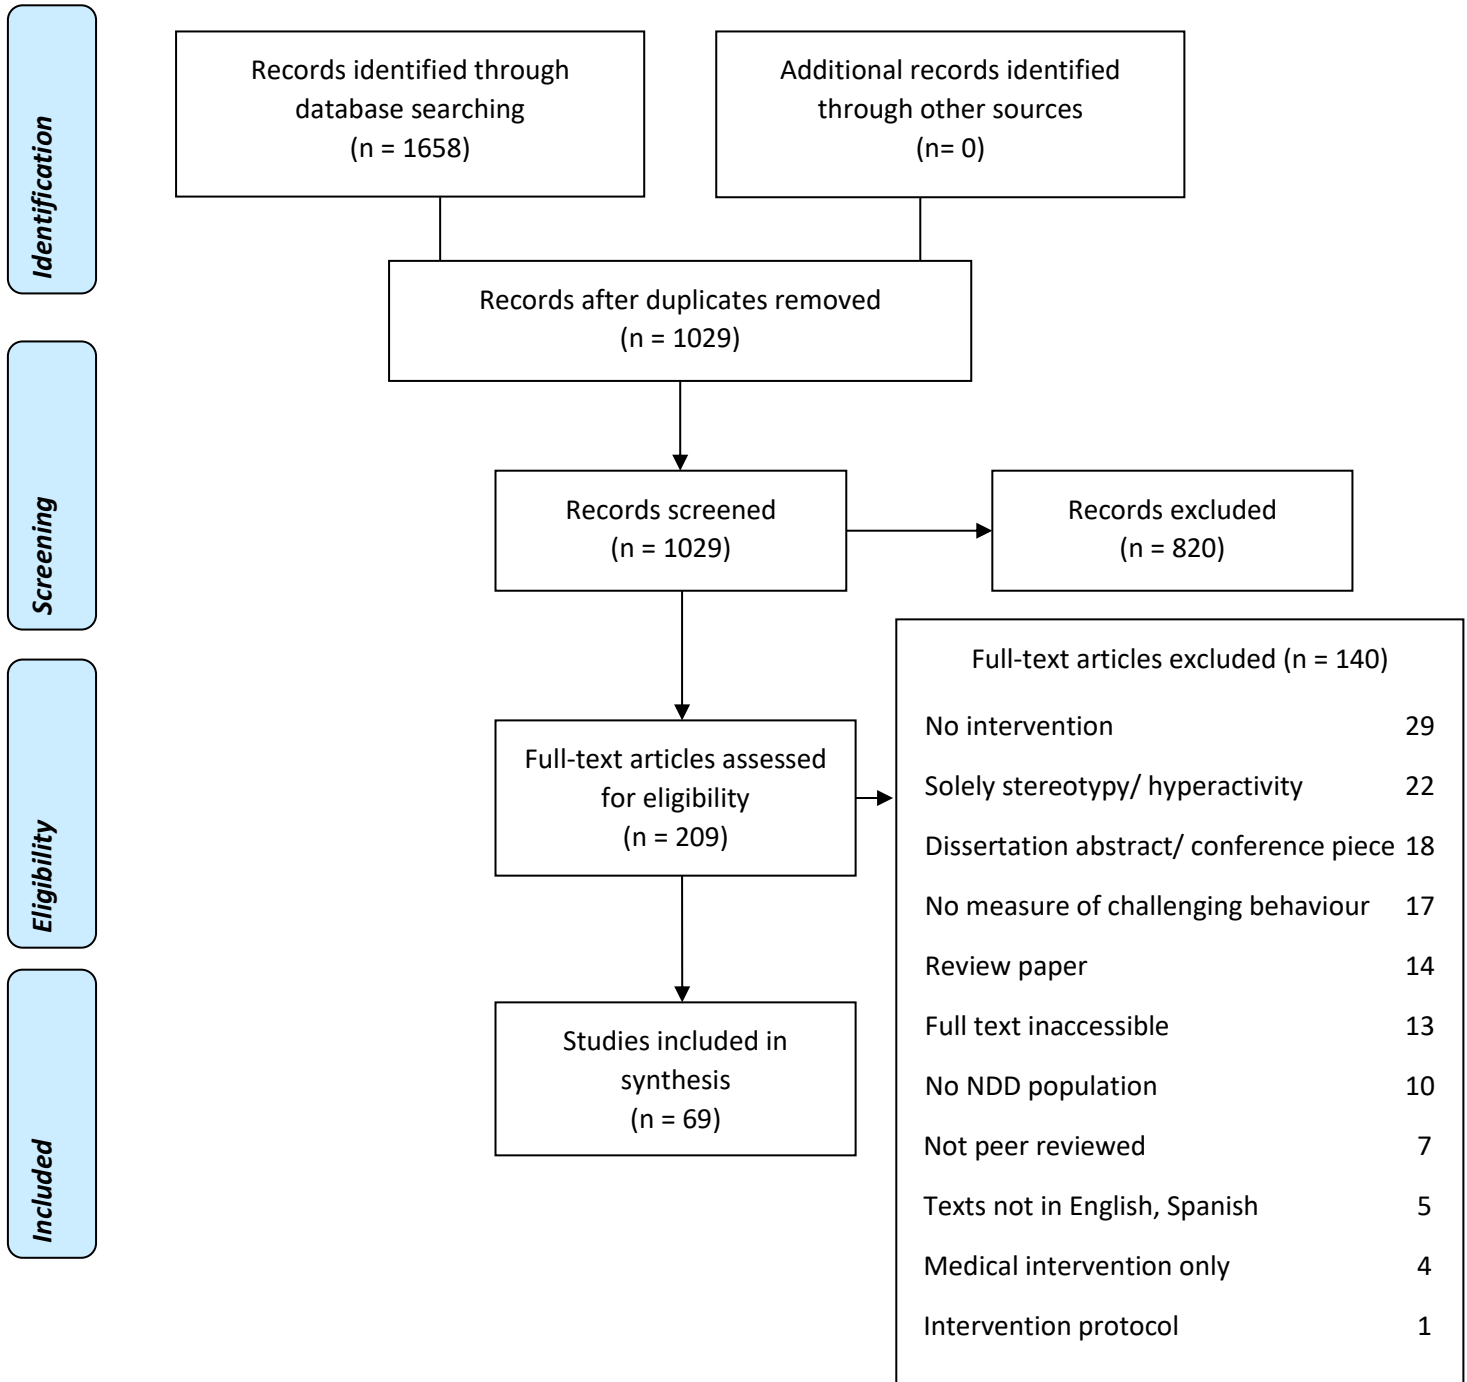 Identification
Records identified through
database searching
(n = 1658)
Additional records identified
through other sources
(n= 0)
Records after duplicates removed
(n = 1029)
Screening
Records screened
(n = 1029)
Records excluded
(n = 820)
Eligibility
Full-text articles assessed
for eligibility
(n = 209)
Full-text articles excluded (n = 140)
No intervention 29
Solely stereotypy/ hyperactivity 22
Dissertation abstract/ conference piece 18
No measure of challenging behaviour 17
Review paper 14
Full text inaccessible 13
No NDD population 10
Not peer reviewed 7
Texts not in English, Spanish 5
Medical intervention only 4
Intervention protocol 1
Included
Studies included in
synthesis
(n = 69)